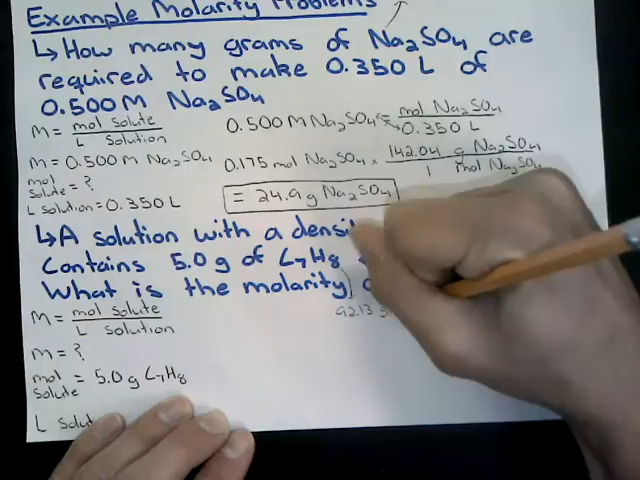 Example Molarity Problems
↳How many grams of Na₂SO₄ are
required to make 0.350 L of
0.500 M Na₂SO₄
M = mol solute / L solution
0.500 M Na₂SO₄ = mol Na₂SO₄ / 0.350 L
M = 0.500 M Na₂SO₄
0.175 mol Na₂SO₄ × 142.04 g Na₂SO₄ / 1 mol Na₂SO₄
mol solute = ?
L solution = 0.350 L
= 24.9 g Na₂SO₄
↳A solution with a
Contains 5.0 g of C₇H₈
What is the molarity
M = mol solute / L solution
92.13
M = ?
mol solute = 5.0 g C₇H₈
L